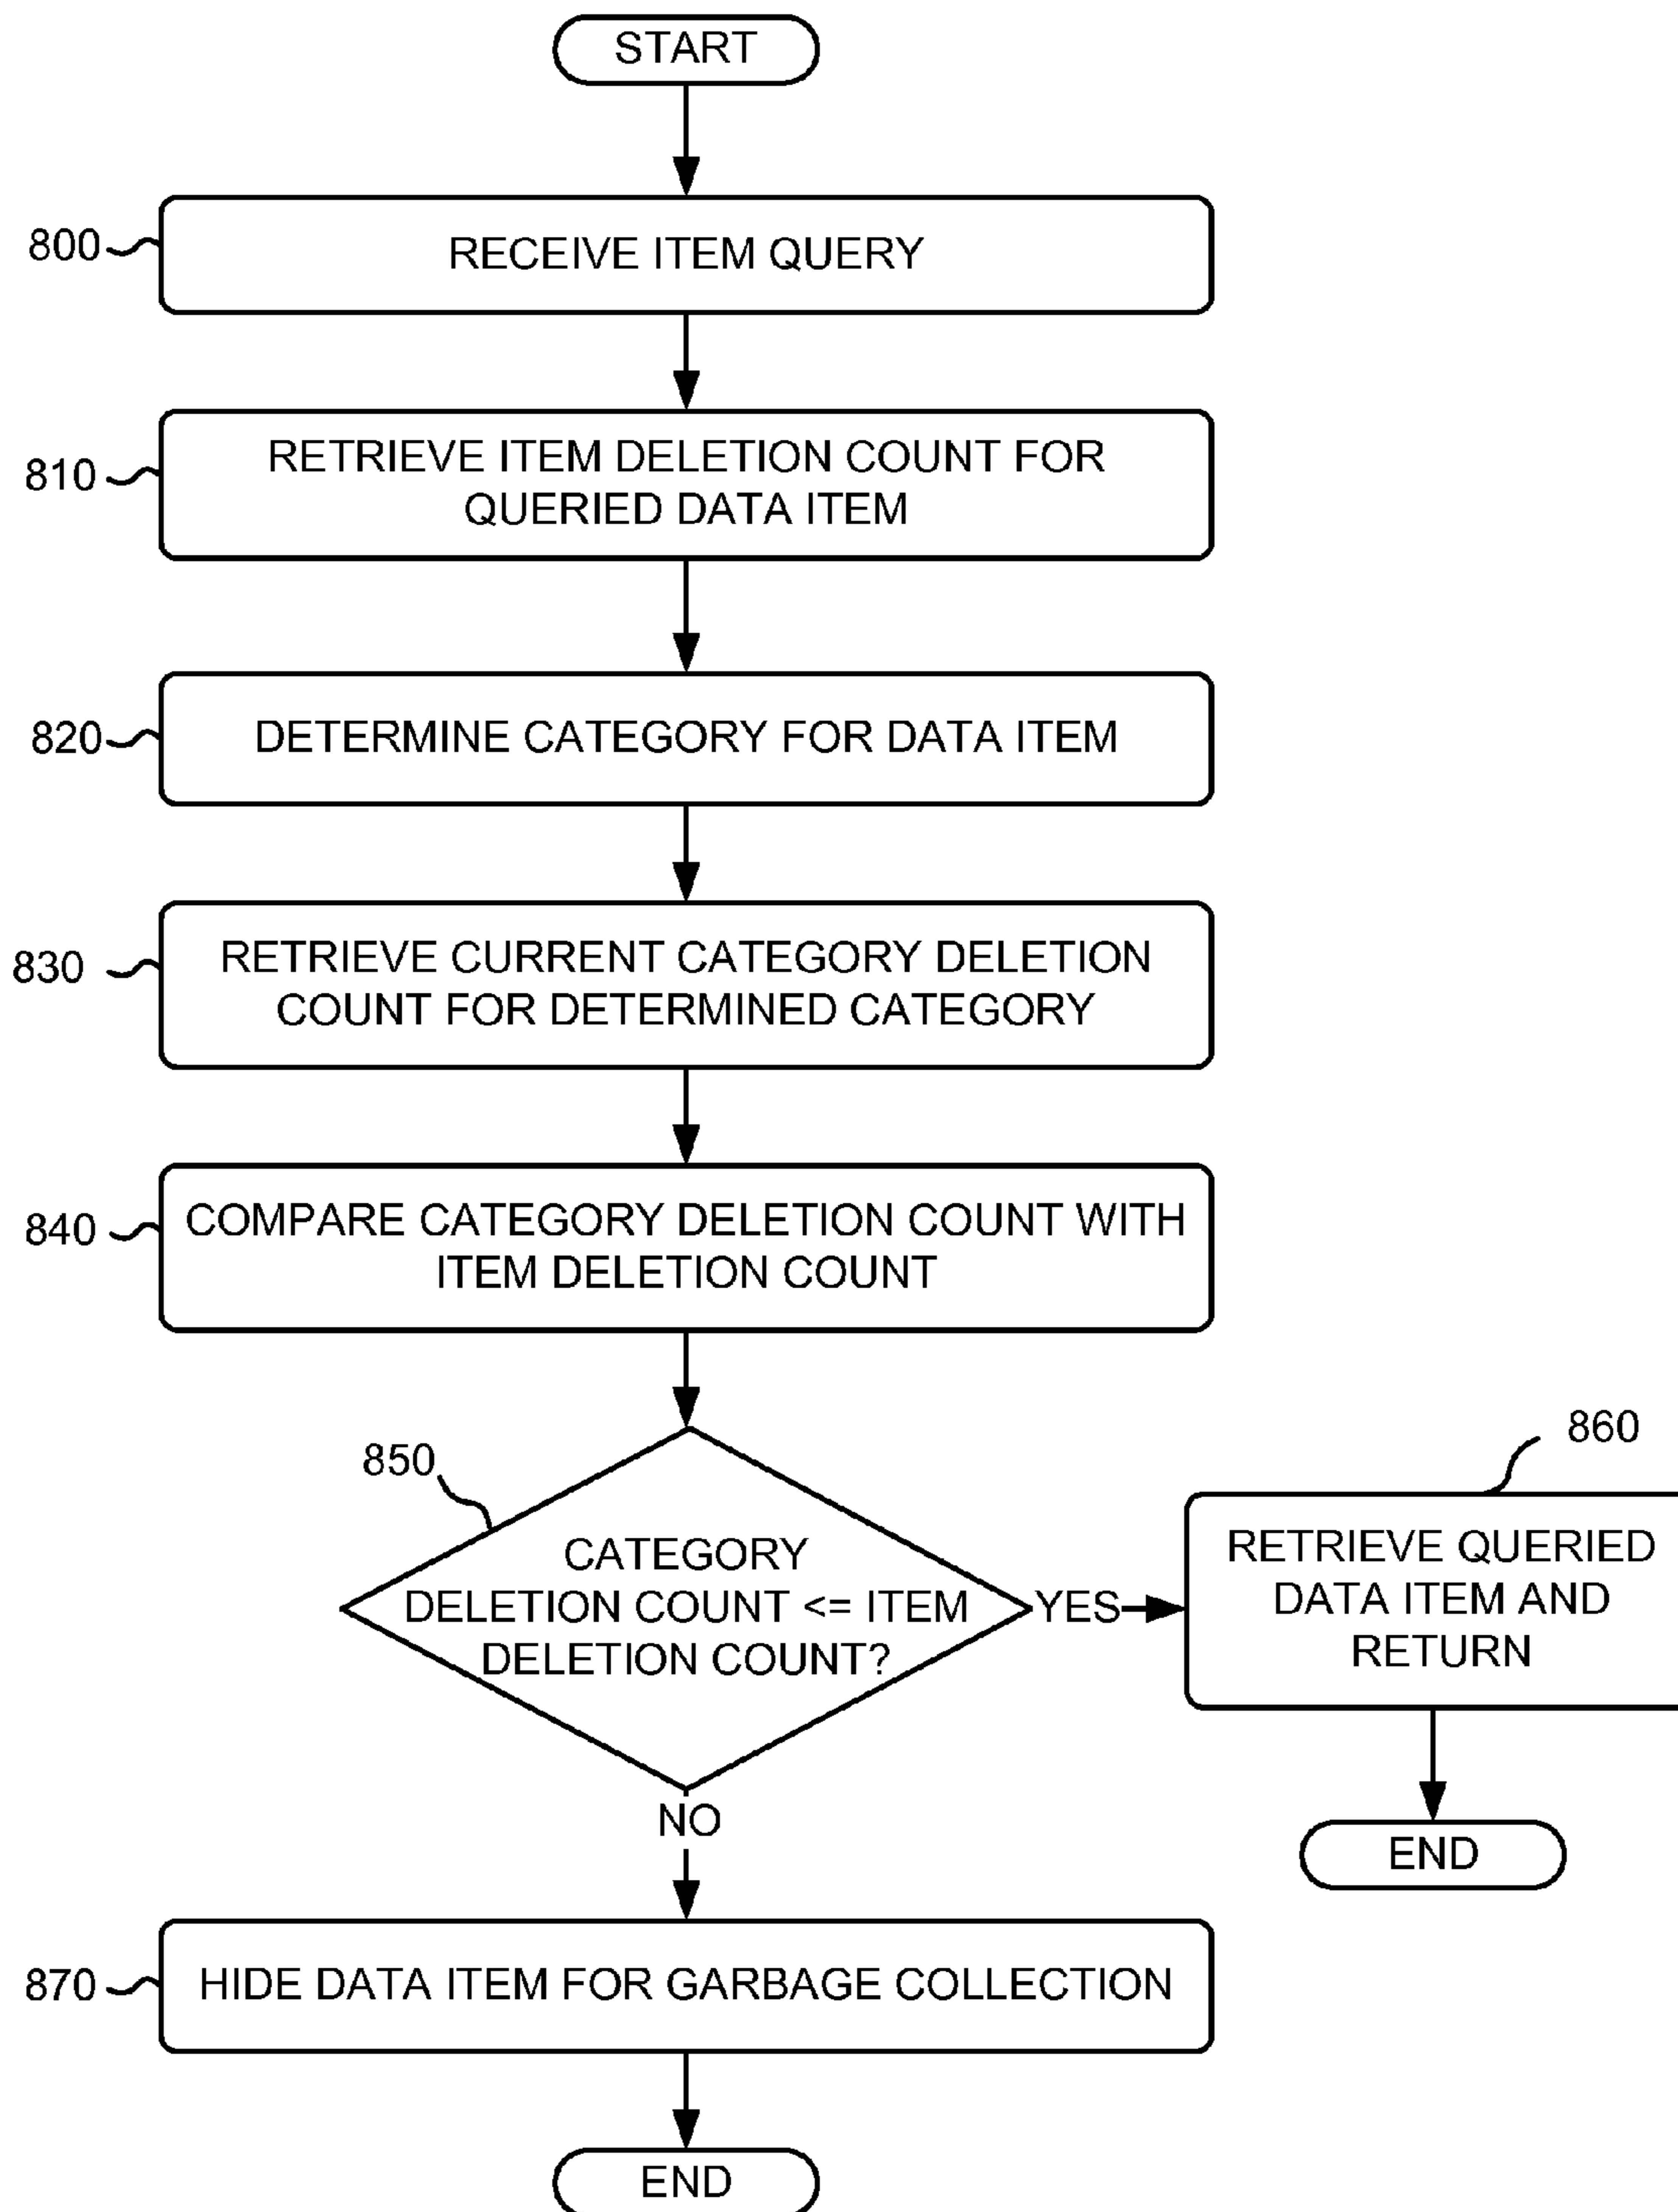 START
800
RECEIVE ITEM QUERY
810
RETRIEVE ITEM DELETION COUNT FOR
QUERIED DATA ITEM
820
DETERMINE CATEGORY FOR DATA ITEM
830
RETRIEVE CURRENT CATEGORY DELETION
COUNT FOR DETERMINED CATEGORY
840
COMPARE CATEGORY DELETION COUNT WITH
ITEM DELETION COUNT
850
CATEGORY
DELETION COUNT <= ITEM
DELETION COUNT?
YES
860
RETRIEVE QUERIED
DATA ITEM AND
RETURN
END
NO
870
HIDE DATA ITEM FOR GARBAGE COLLECTION
END